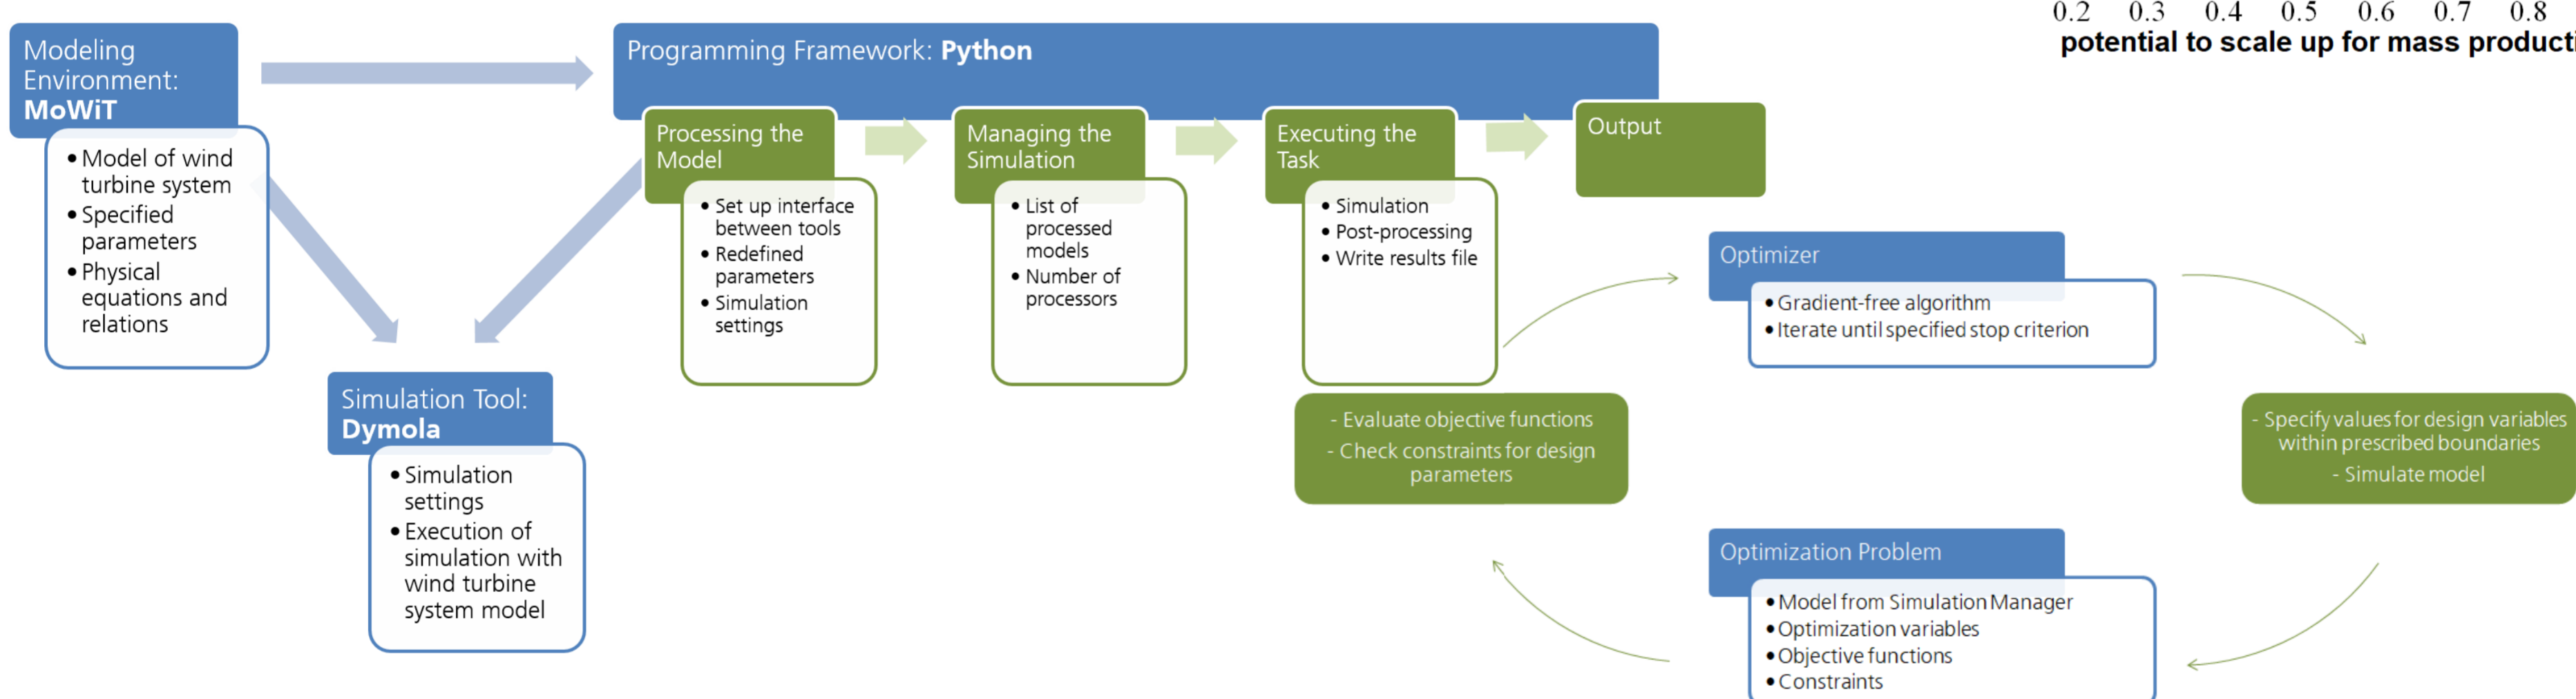 0.2 0.3 0.4 0.5 0.6 0.7 0.8
potential to scale up for mass
Modeling
Environment:
MoWiT
• Model of wind
turbine system
• Specified
parameters
• Physical
equations and
relations
Programming Framework: Python
Processing the
Model
• Set up interface
between tools
• Redefined
parameters
• Simulation
settings
Managing the
Simulation
• List of
processed
models
• Number of
processors
Executing the
Task
• Simulation
• Post-processing
• Write results file
Output
Simulation Tool:
Dymola
• Simulation
settings
• Execution of
simulation with
wind turbine
system model
Optimizer
• Gradient-free algorithm
• Iterate until specified stop criterion
- Specify values for design variables
within prescribed boundaries
- Simulate model
Optimization Problem
• Model from Simulation Manager
• Optimization variables
• Objective functions
• Constraints
- Evaluate objective functions
- Check constraints for design
parameters